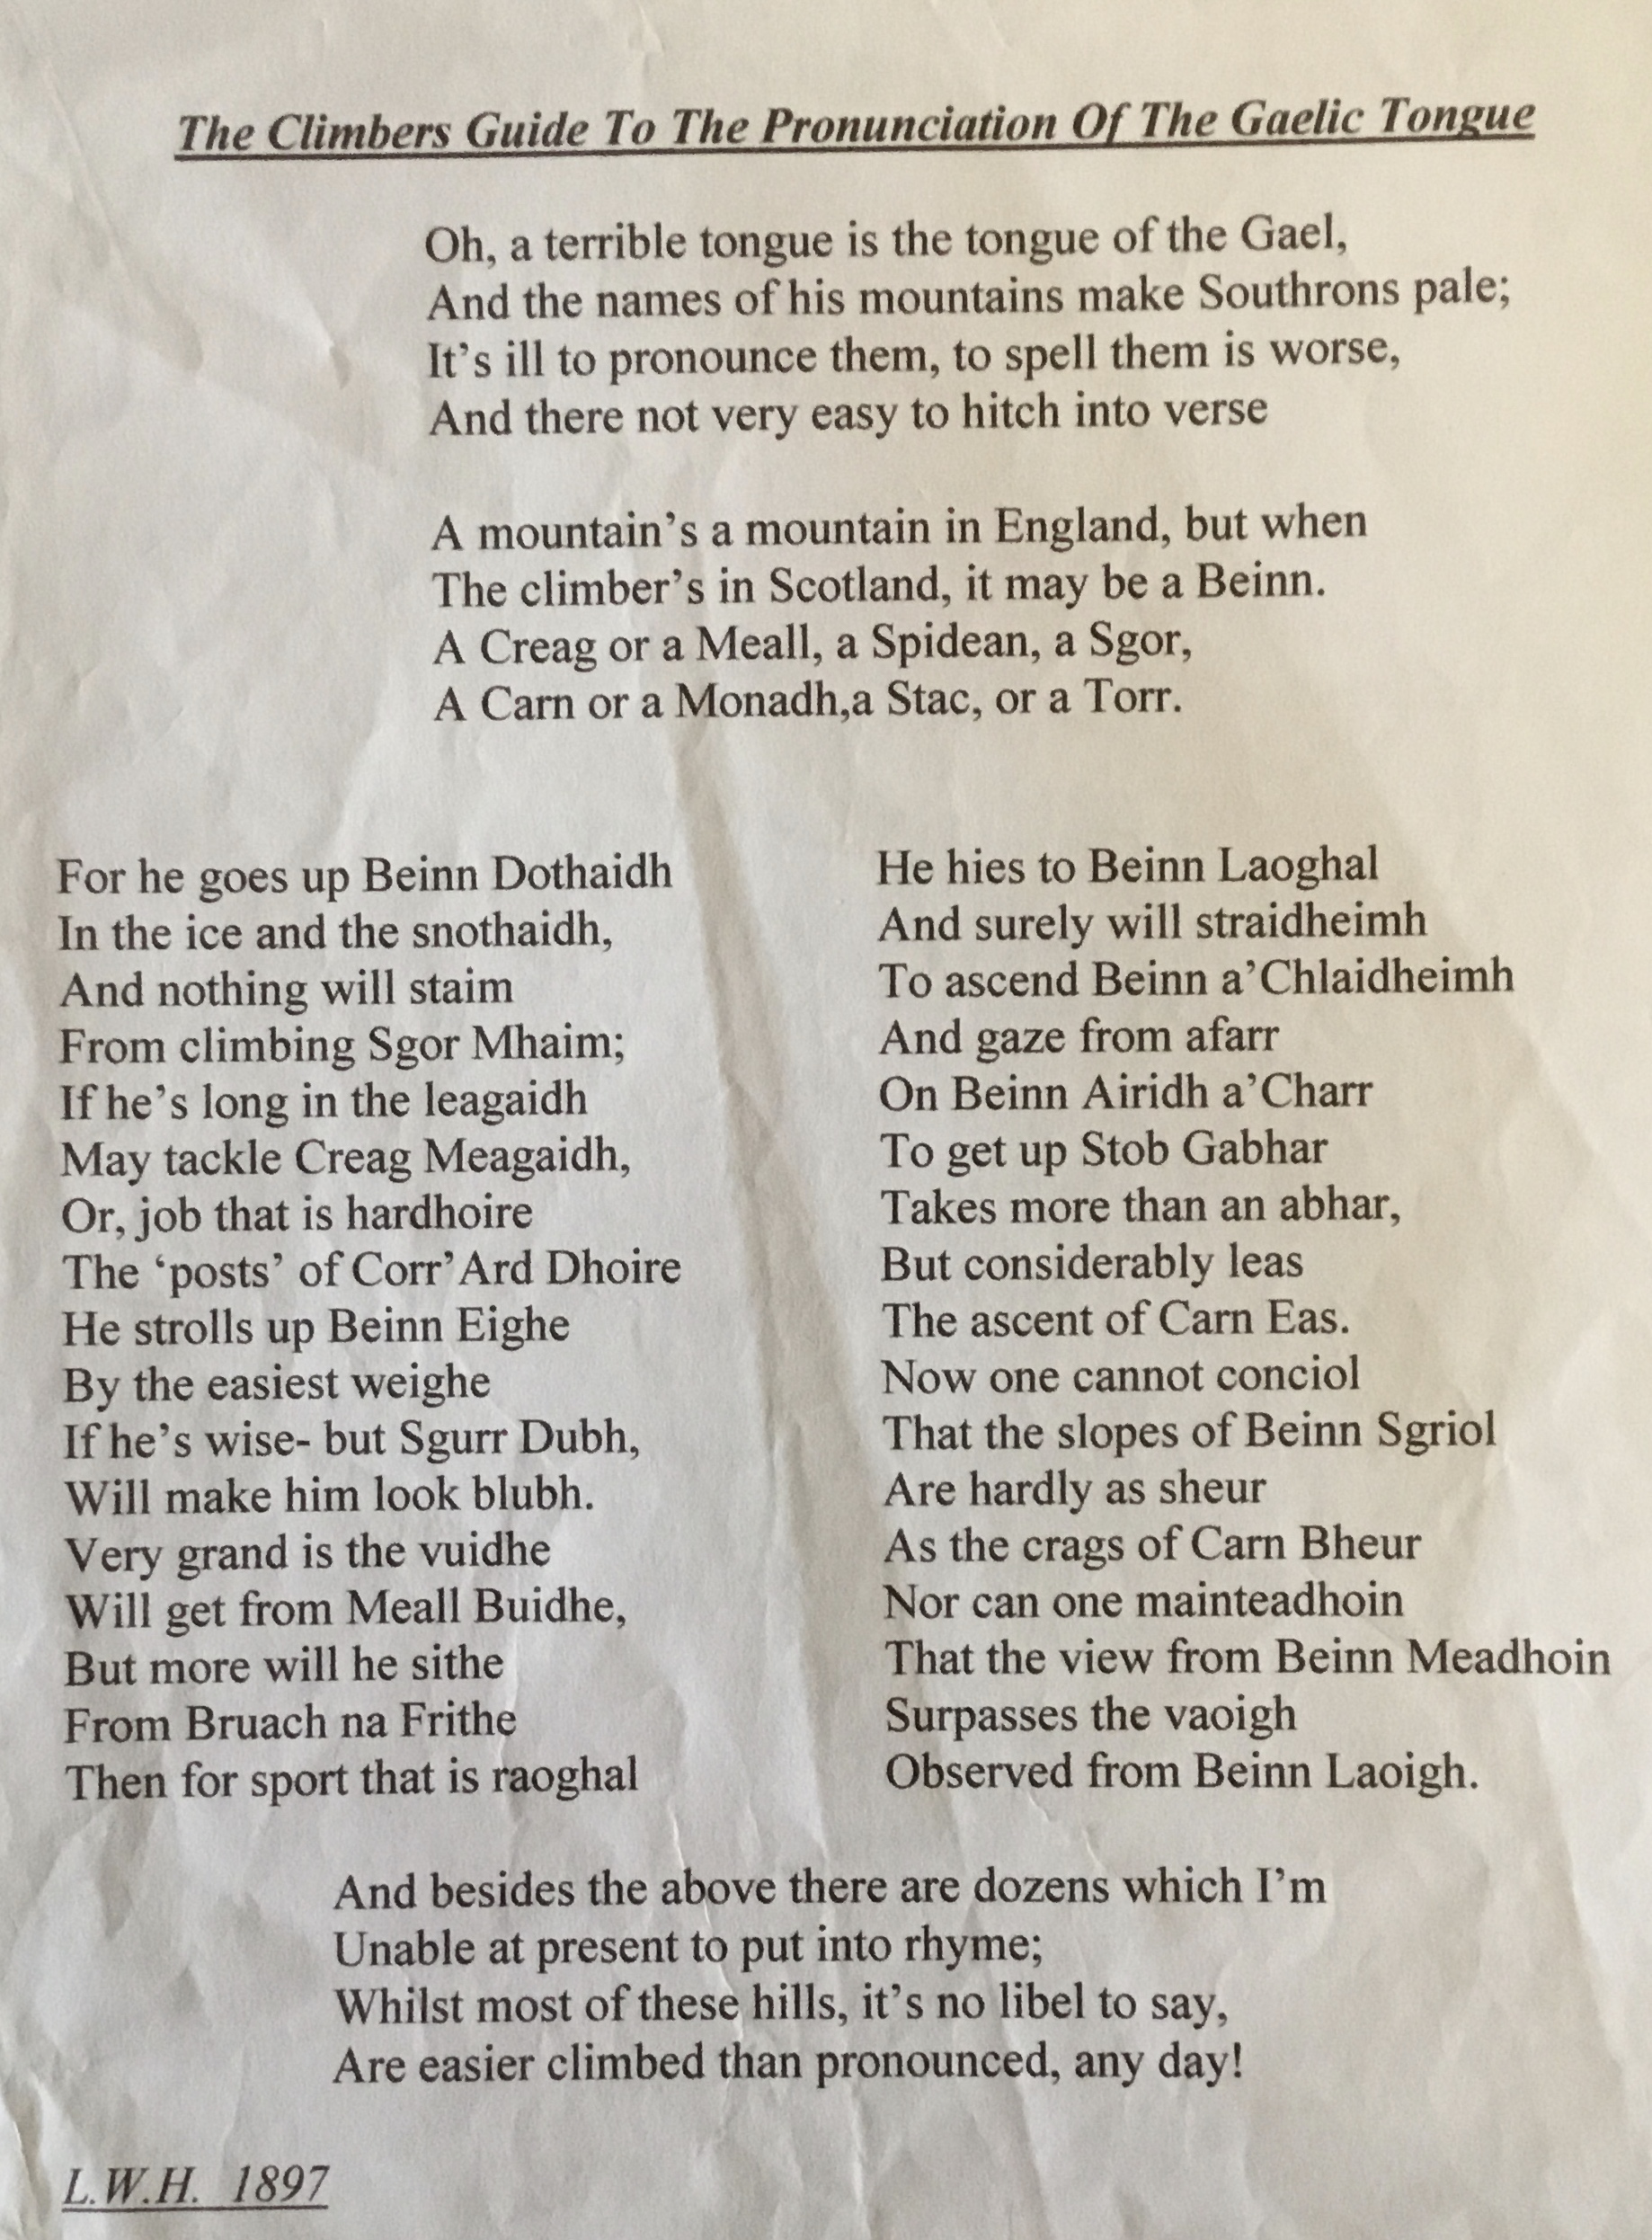 The Climbers Guide To The Pronunciation Of The Gaelic Tongue
Oh, a terrible tongue is the tongue of the Gael,
And the names of his mountains make Southrons pale;
It’s ill to pronounce them, to spell them is worse,
And there not very easy to hitch into verse
A mountain’s a mountain in England, but when
The climber’s in Scotland, it may be a Beinn.
A Creag or a Meall, a Spidean, a Sgor,
A Carn or a Monadh,a Stac, or a Torr.
For he goes up Beinn Dothaidh
In the ice and the snothaidh,
And nothing will staim
From climbing Sgor Mhaim;
If he’s long in the leagaidh
May tackle Creag Meagaidh,
Or, job that is hardhoire
The ‘posts’ of Corr’Ard Dhoire
He strolls up Beinn Eighe
By the easiest weighe
If he’s wise- but Sgurr Dubh,
Will make him look blubh.
Very grand is the vuidhe
Will get from Meall Buidhe,
But more will he sithe
From Bruach na Frithe
Then for sport that is raoghal
He hies to Beinn Laoghal
And surely will straidheimh
To ascend Beinn a’Chlaidheimh
And gaze from afarr
On Beinn Airidh a’Charr
To get up Stob Gabhar
Takes more than an abhar,
But considerably leas
The ascent of Carn Eas.
Now one cannot conciol
That the slopes of Beinn Sgriol
Are hardly as sheur
As the crags of Carn Bheur
Nor can one mainteadhoin
That the view from Beinn Meadhoin
Surpasses the vaoigh
Observed from Beinn Laoigh.
And besides the above there are dozens which I’m
Unable at present to put into rhyme;
Whilst most of these hills, it’s no libel to say,
Are easier climbed than pronounced, any day!
L.W.H. 1897